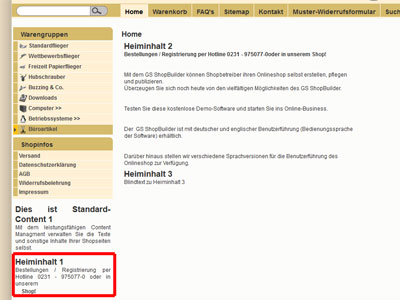 Home
Warenkorb
FAQ's
Sitemap
Kontakt
Muster-Widerrufsformular
Such
Warengruppen
Standardflieger
Wettbewerbsflieger
Freizeit Papierflieger
Hubschrauber
Buzzing & Co.
Downloads
Computer >>
Betriebssysteme >>
Büroartikel
Shopinfos
Versand
Datenschutzerklärung
AGB
Widerrufsbelehrung
Impressum
Dies ist Standard-
Content 1
Mit dem leistungsfähigen Content
Managment verwalten Sie die Texte
und sonstige Inhalte Ihrer Shopseiten
selbst.
Heiminhalt 1
Bestellungen / Registrierung per
Hotline 0231 - 975077-0 oder in
unserem
Shop!
Home
Heiminhalt 2
Bestellungen / Registrierung per Hotline 0231 - 975077-0oder in unserem Shop!
Mit dem GS ShopBuilder können Shopbetreiber ihren Onlineshop selbst erstellen, pflegen
und publizieren.
Überzeugen Sie sich noch heute von den vielfältigen Möglichkeiten des GS ShopBuilder.
Testen Sie diese kostenlose Demo-Software und starten Sie ins Online-Business.
Der GS ShopBuilder ist mit deutscher und englischer Benutzerführung (Bedienungssprache
der Software) erhältlich.
Darüber hinaus stellen wir verschiedene Sprachversionen für die Benutzerführung des
Onlineshop zur Verfügung.
Heiminhalt 3
Blindtext zu Heiminhalt 3